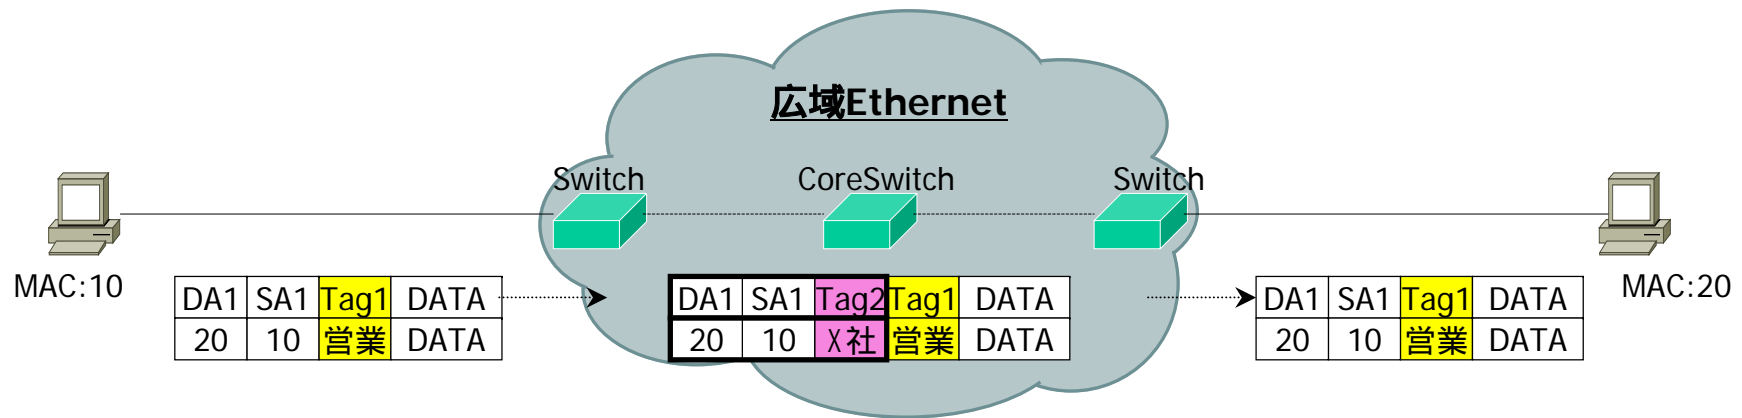 広域Ethernet
Switch CoreSwitch Switch
MAC:10
MAC:20
DA1 SA1 Tag1 DATA
20 10 営業 DATA
DA1 SA1 Tag2 Tag1 DATA
20 10 X社 営業 DATA
DA1 SA1 Tag1 DATA
20 10 営業 DATA